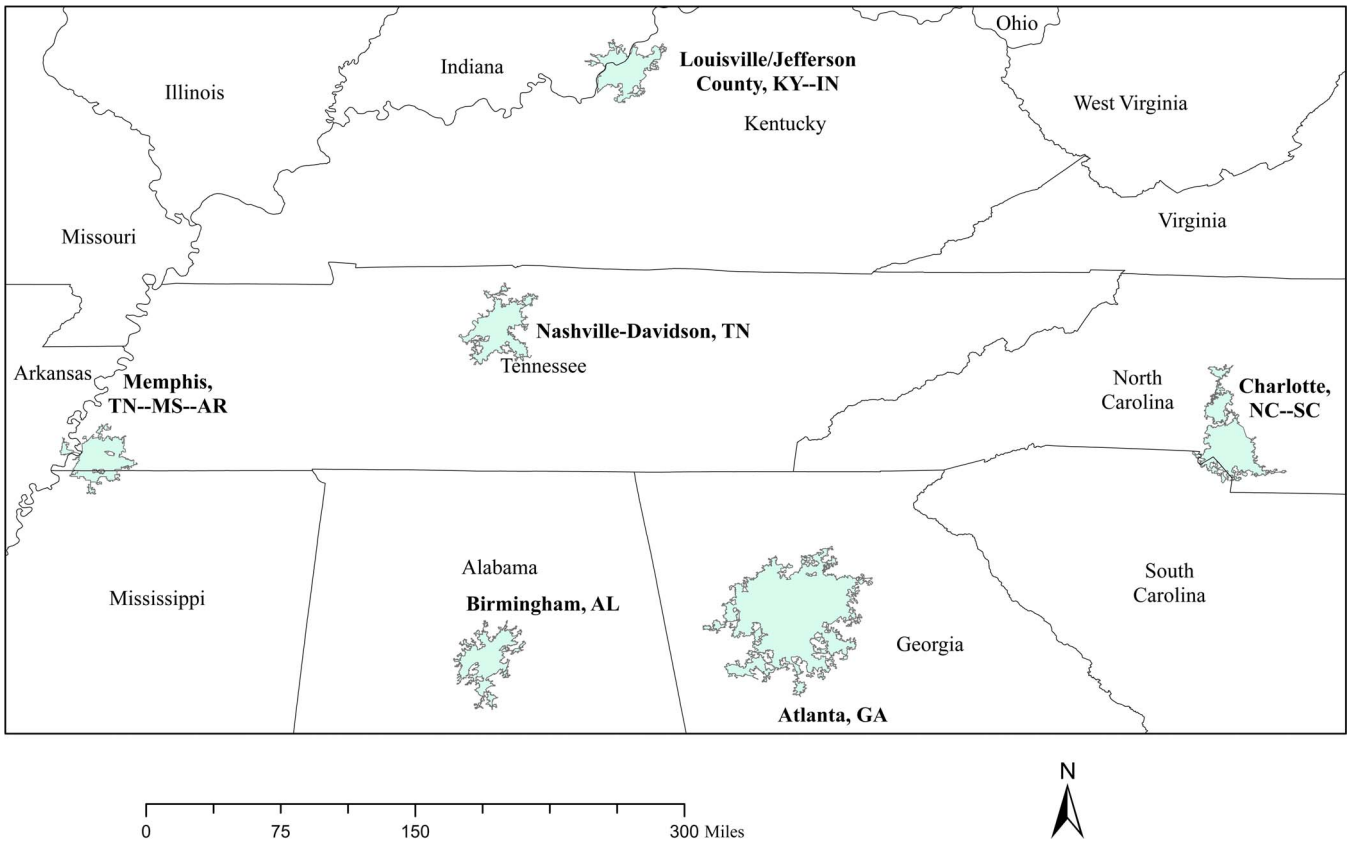 Ohio
Louisville/Jefferson
County, KY--IN
Indiana
Illinois
West Virginia
Kentucky
Virginia
Missouri
Nashville-Davidson, TN
Tennessee
Arkansas
Memphis,
TN--MS--AR
North
Carolina
Charlotte,
NC--SC
Alabama
Birmingham, AL
Mississippi
South
Carolina
Georgia
Atlanta, GA
N
0 75 150 300 Miles